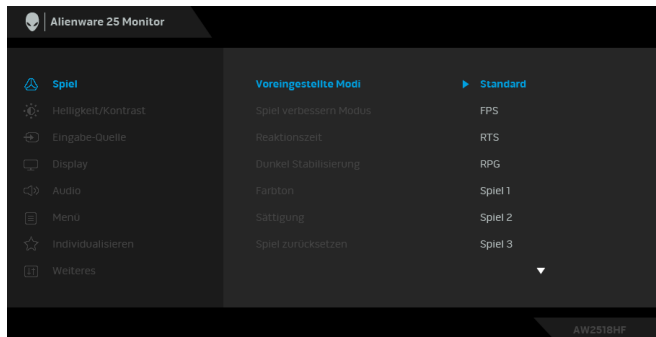 Alienware 25 Monitor
Spiel Voreingestellte Modi Standard
Helligkeit/Kontrast Spiel verbessern Modus FPS
Eingabe-Quelle Reaktionszeit RTS
Display Dunkel Stabilisierung RPG
Audio Farbton Spiel 1
Menü Sättigung Spiel 2
Individualisieren Spiel zurücksetzen Spiel 3
Weiteres
AW2518HF